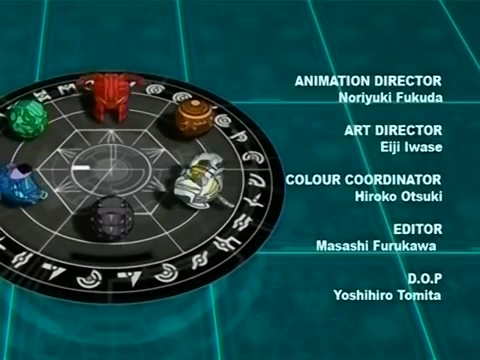 ANIMATION DIRECTOR
Noriyuki Fukuda
ART DIRECTOR
Eiji Iwase
COLOUR COORDINATOR
Hiroko Otsuki
EDITOR
Masashi Furukawa
D.O.P
Yoshihiro Tomita